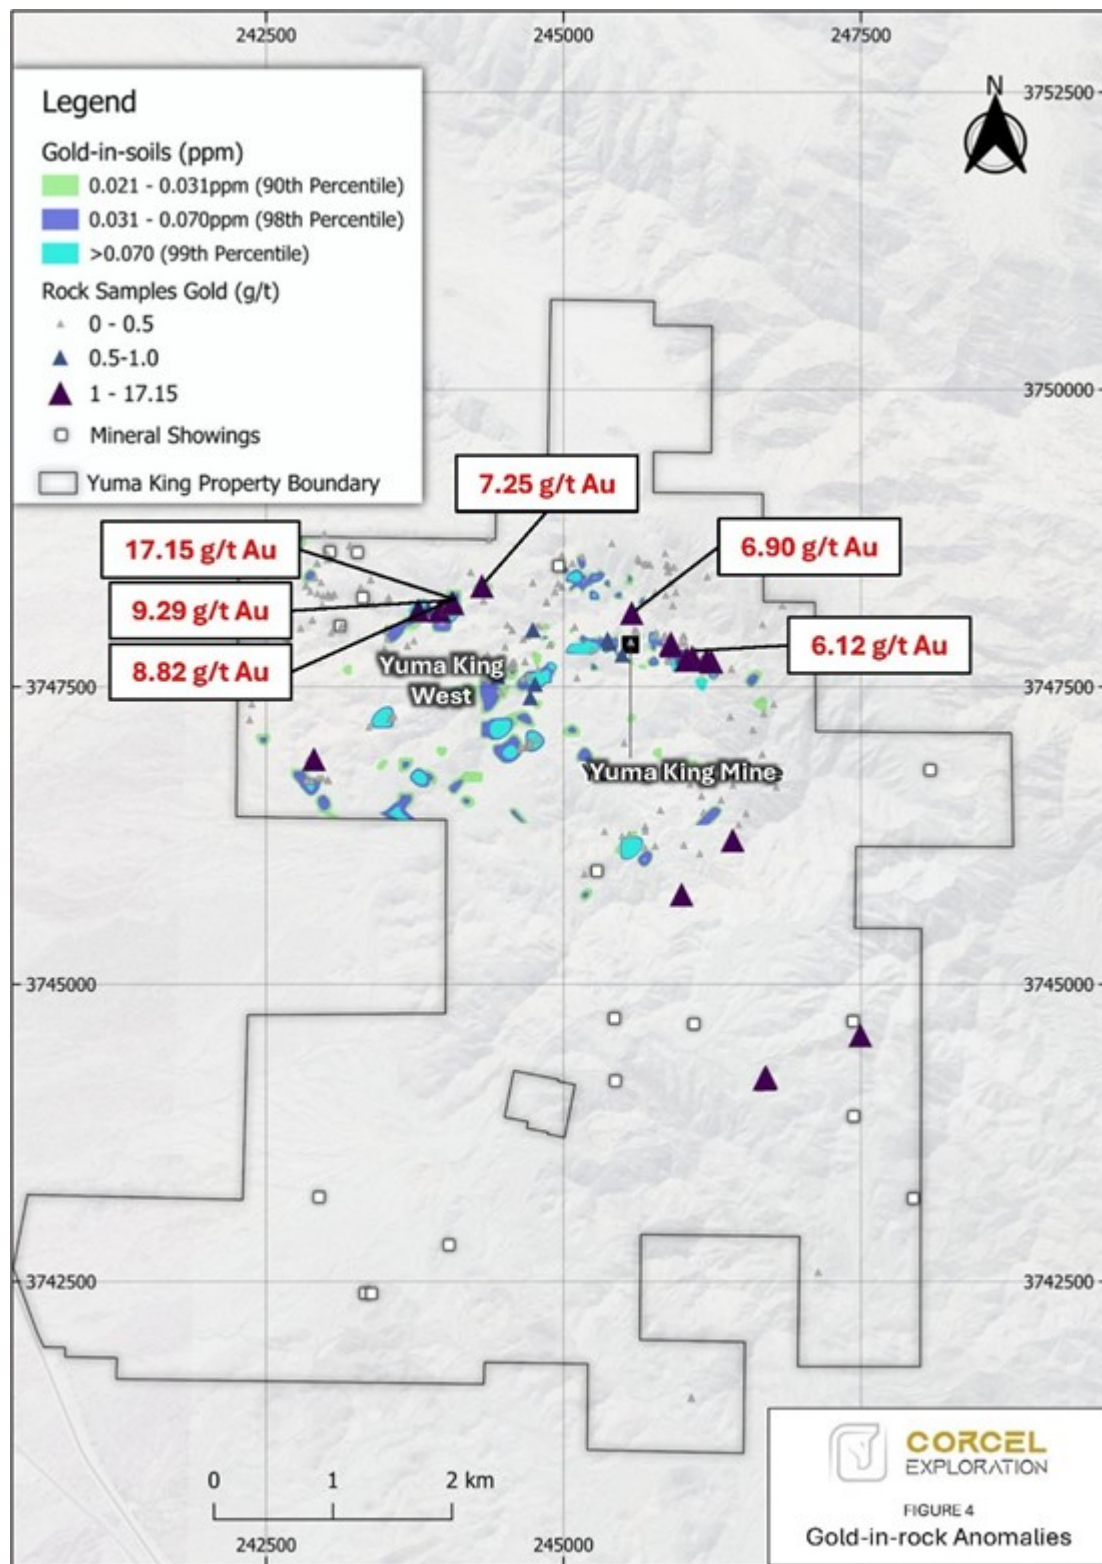 242500 245000 247500
Legend
Gold-in-soils (ppm)
0.021 - 0.031ppm (90th Percentile)
0.031 - 0.070ppm (98th Percentile)
>0.070 (99th Percentile)
Rock Samples Gold (g/t)
0 - 0.5
0.5-1.0
1 - 17.15
Mineral Showings
Yuma King Property Boundary
N
3752500
3750000
7.25 g/t Au
17.15 g/t Au
6.90 g/t Au
9.29 g/t Au
6.12 g/t Au
8.82 g/t Au
Yuma King
West
3747500 3747500
Yuma King Mine
3745000 3745000
3742500 3742500
0 1 2 km
CORCEL
EXPLORATION
FIGURE 4
Gold-in-rock Anomalies
242500 245000